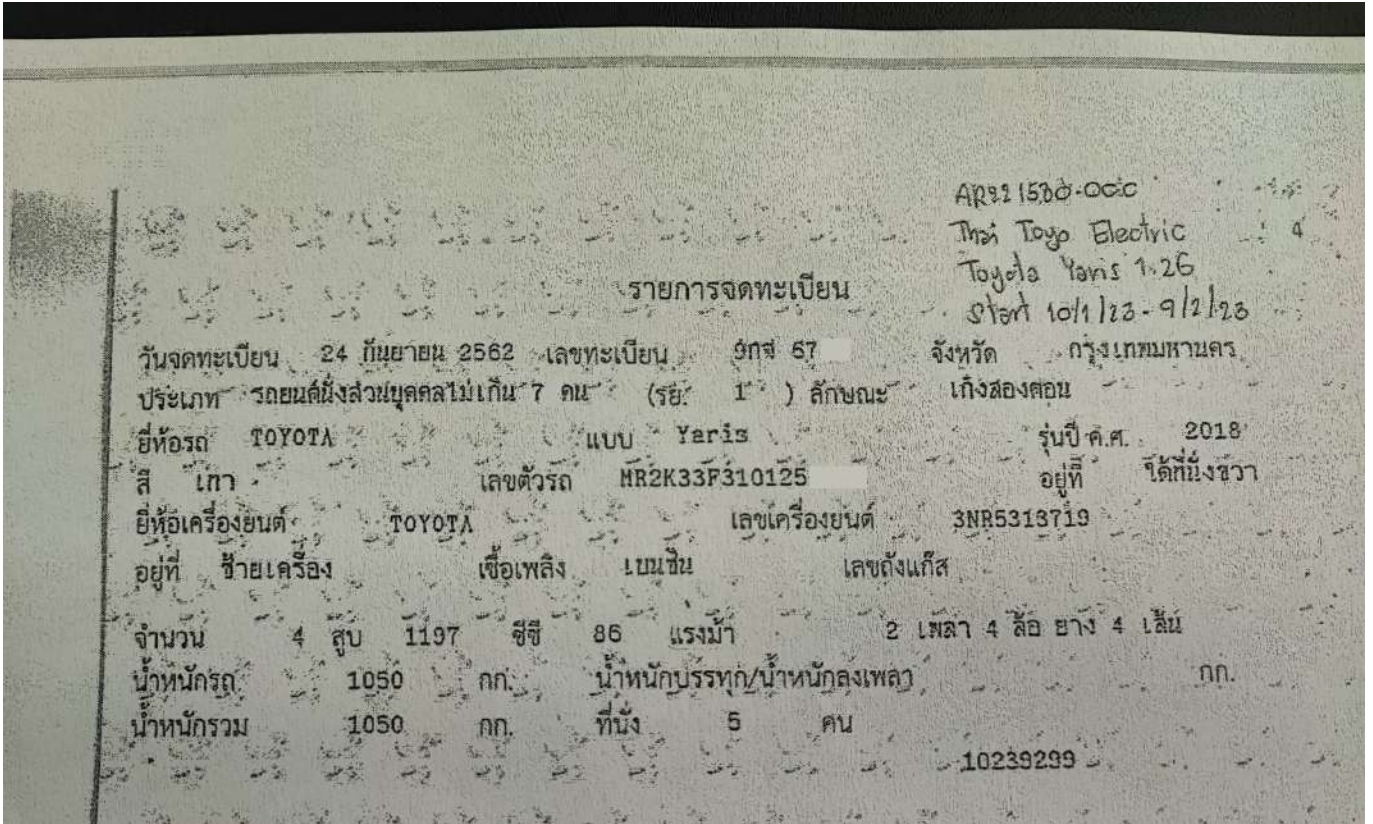 AR221580-OCC
Thai Toyo Electric
Toyota Yaris 1.2G
Start 10/1/23 - 9/2/23
รายการจดทะเบียน
วันจดทะเบียน 24 กันยายน 2562 เลขทะเบียน 67 จังหวัด กรุงเทพมหานคร
ประเภท รถยนต์นั่งส่วนบุคคลไม่เกิน 7 คน (รย. 1 ) ลักษณะ เก๋งสองตอน
ยี่ห้อรถ TOYOTA แบบ Yaris รุ่นปี ค.ศ. 2018
สี เทา เลขตัวรถ MR2K33F310125 อยู่ที่ ใต้ที่นั่งขวา
ยี่ห้อเครื่องยนต์ TOYOTA เลขเครื่องยนต์ 3NR5313719
อยู่ที่ ซ้ายเครื่อง เชื้อเพลิง เบนซิน เลขถังแก๊ส
จำนวน 4 สูบ 1197 ซีซี 86 แรงม้า 2 เพลา 4 ล้อ ยาง 4 เส้น
น้ำหนักรถ 1050 กก. น้ำหนักบรรทุก/น้ำหนักลงเพลา กก.
น้ำหนักรวม 1050 กก. ที่นั่ง 5 คน
10239299